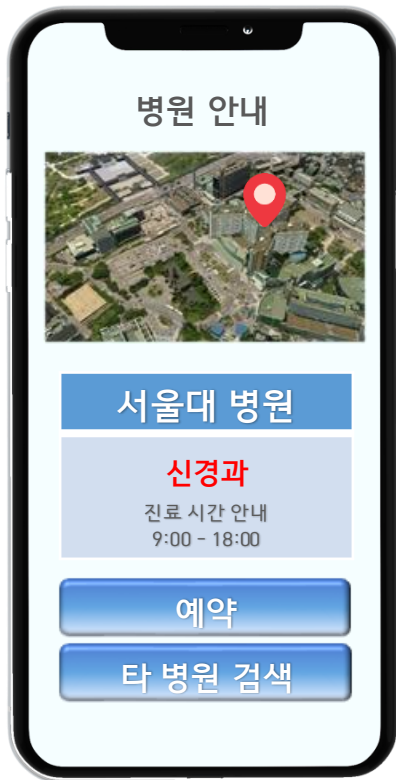 병원 안내
서울대 병원
신경과
진료 시간 안내
9:00 - 18:00
예약
타 병원 검색